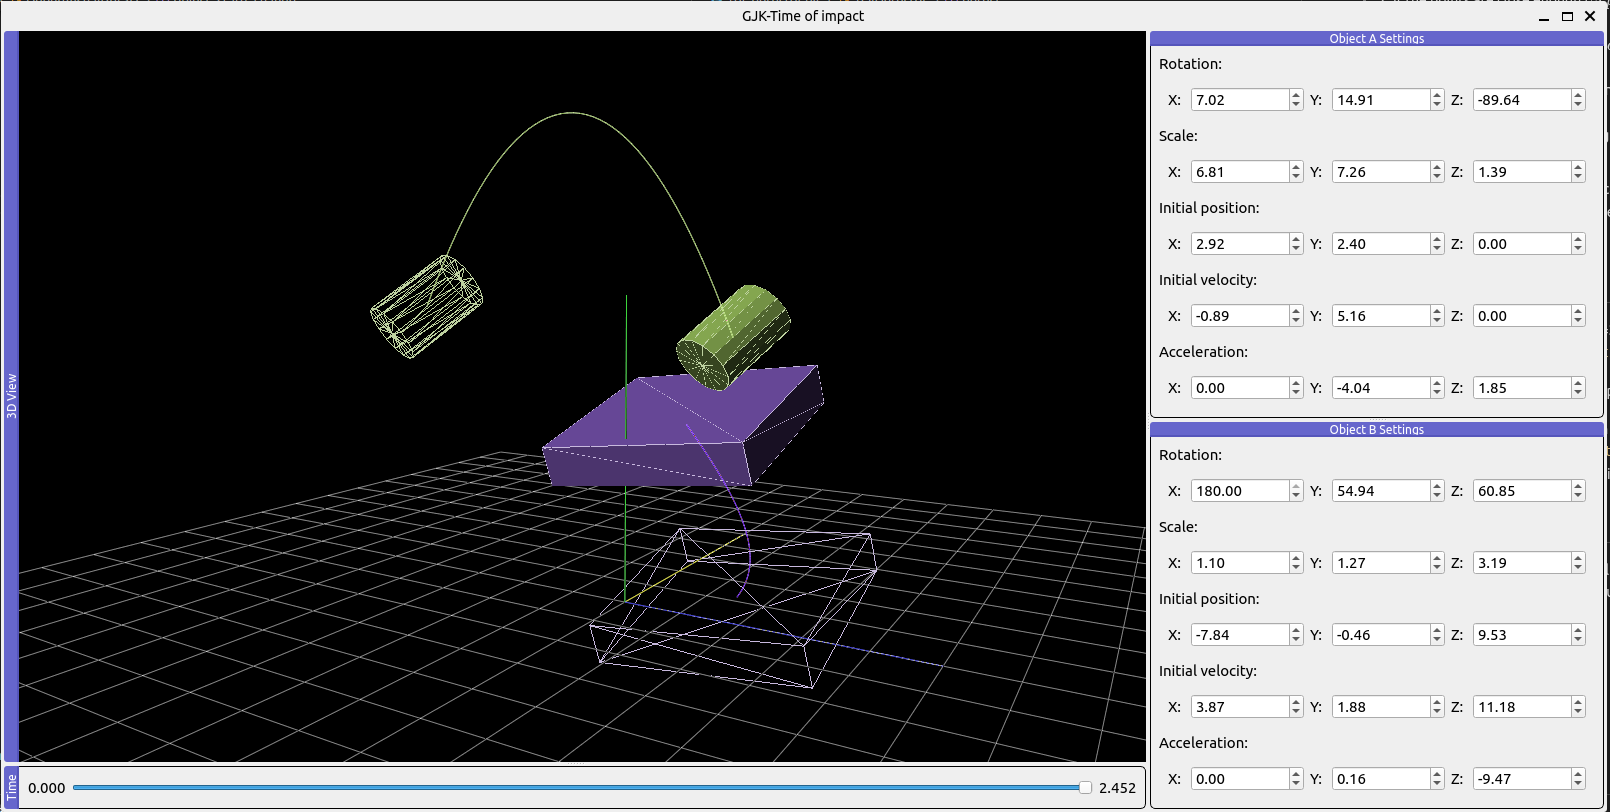 GJK-Time of impact
3D View
Object A Settings
Rotation:
X: 7.02 Y: 14.91 Z: -89.64
Scale:
X: 6.81 Y: 7.26 Z: 1.39
Initial position:
X: 2.92 Y: 2.40 Z: 0.00
Initial velocity:
X: -0.89 Y: 5.16 Z: 0.00
Acceleration:
X: 0.00 Y: -4.04 Z: 1.85
Object B Settings
Rotation:
X: 180.00 Y: 54.94 Z: 60.85
Scale:
X: 1.10 Y: 1.27 Z: 3.19
Initial position:
X: -7.84 Y: -0.46 Z: 9.53
Initial velocity:
X: 3.87 Y: 1.88 Z: 11.18
Acceleration:
X: 0.00 Y: 0.16 Z: -9.47
Time
0.000 2.452